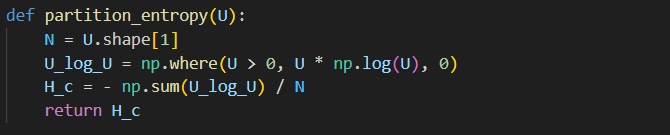 def partition_entropy(U):
    N = U.shape[1]
    U_log_U = np.where(U > 0, U * np.log(U), 0)
    H_c = - np.sum(U_log_U) / N
    return H_c